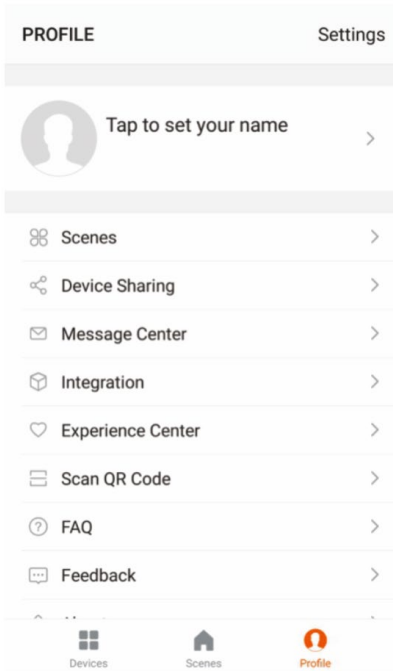 PROFILE Settings
Tap to set your name
Scenes
Device Sharing
Message Center
Integration
Experience Center
Scan QR Code
FAQ
Feedback
Devices Scenes Profile